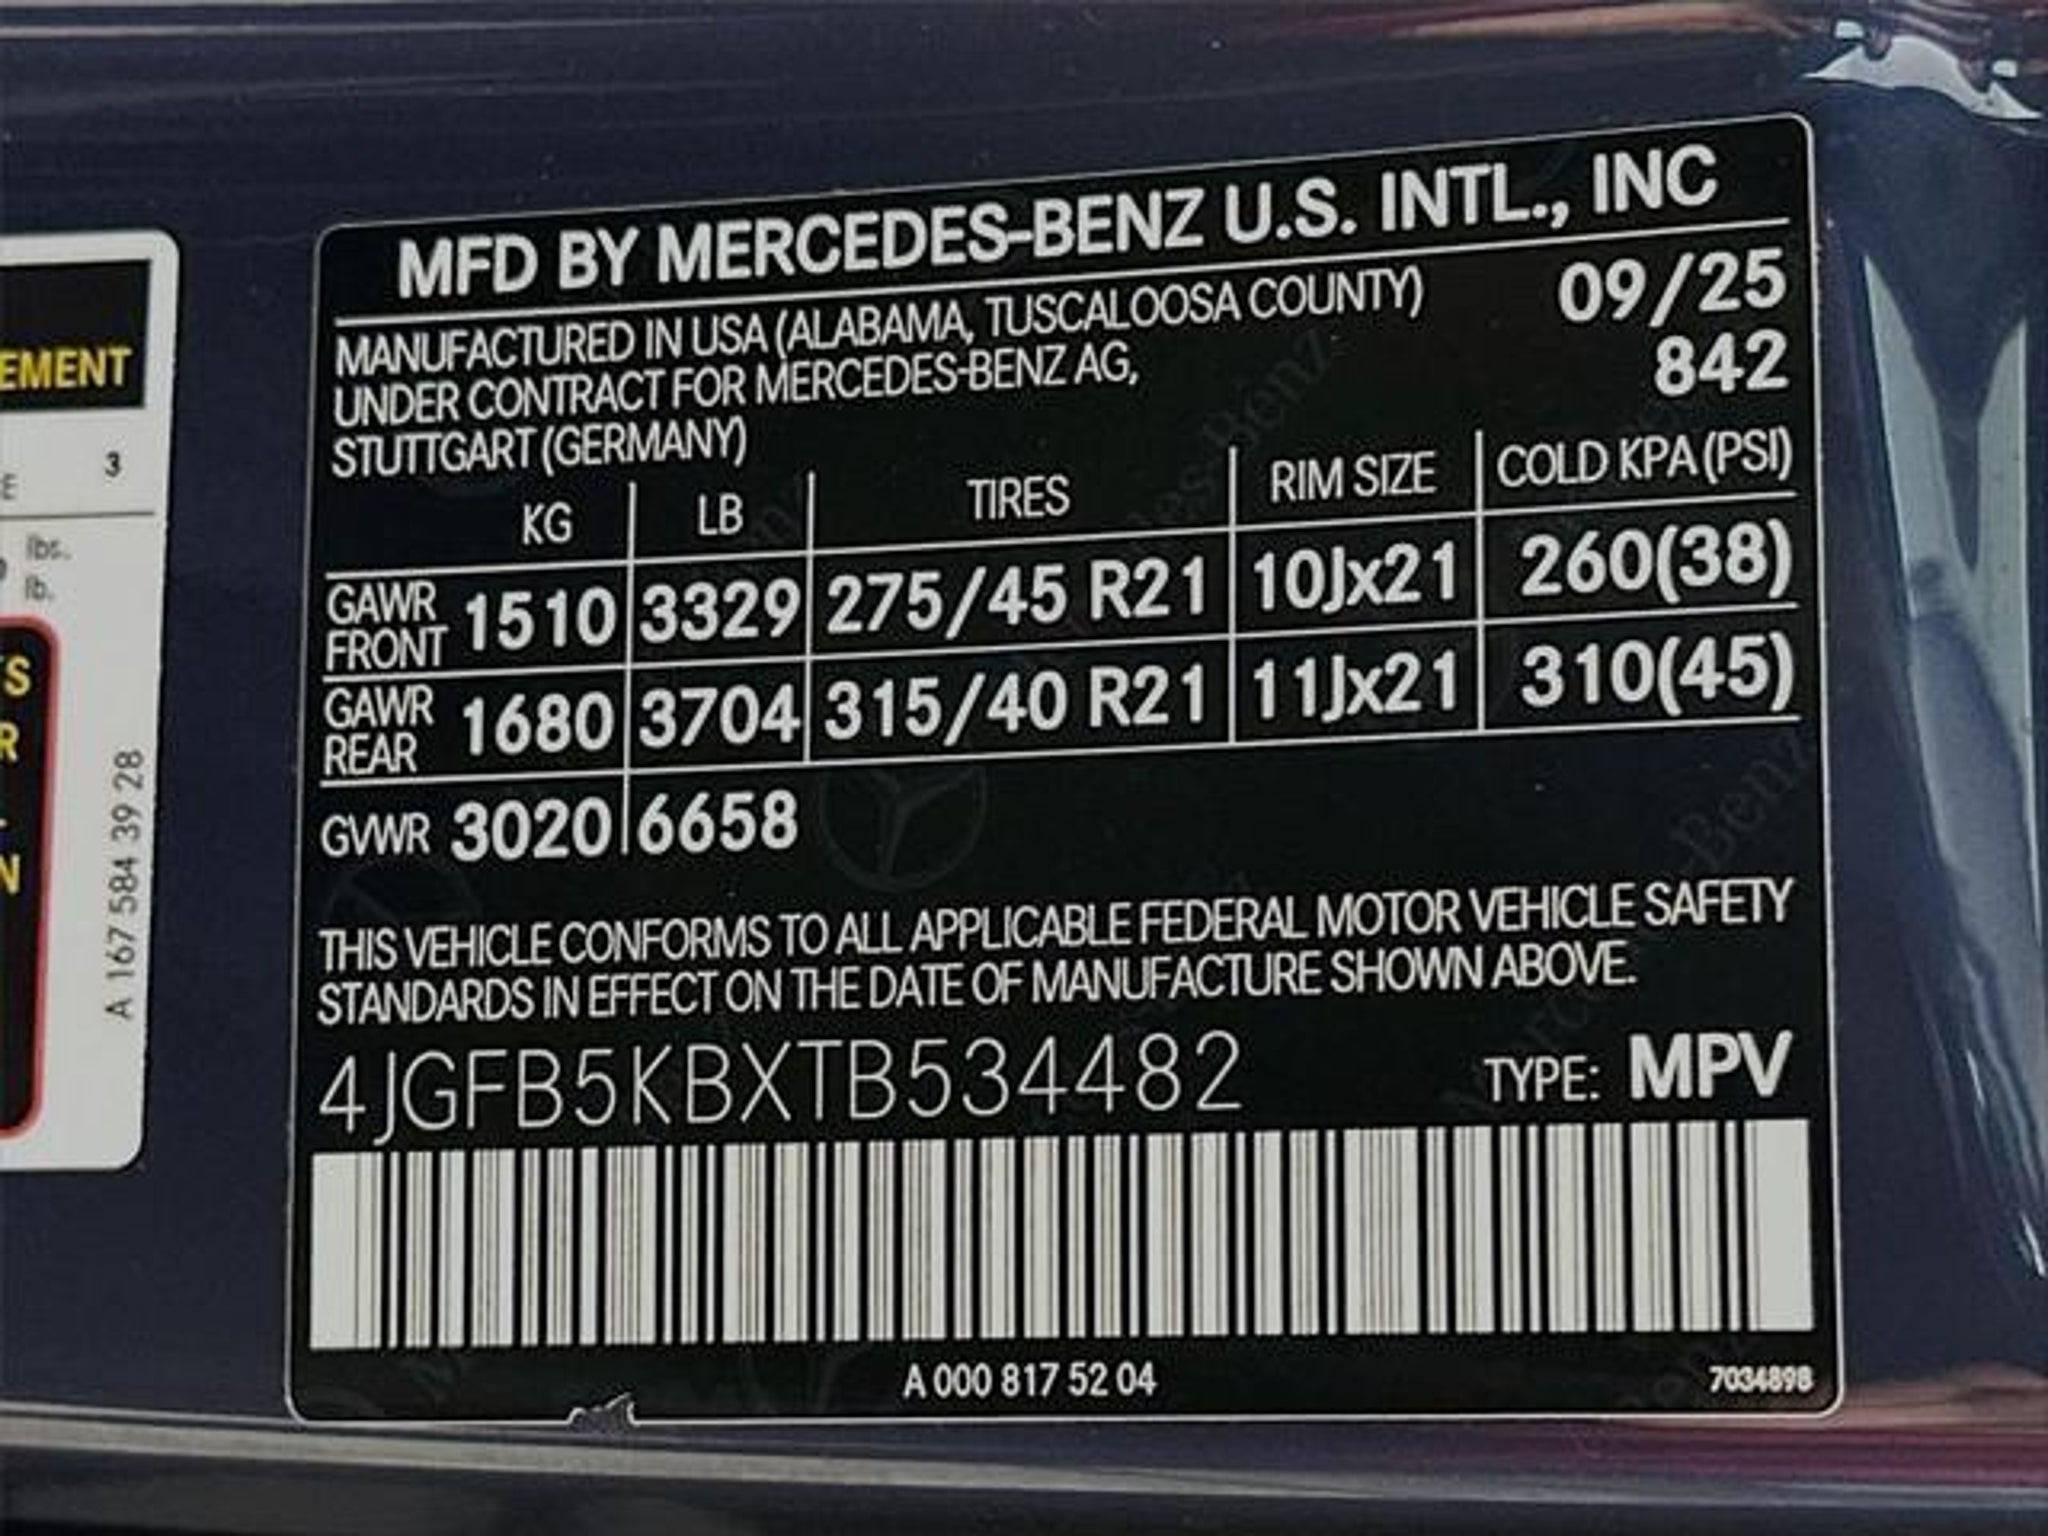 MFD BY MERCEDES-BENZ U.S. INTL., INC
MANUFACTURED IN USA (ALABAMA, TUSCALOOSA COUNTY) 09/25
UNDER CONTRACT FOR MERCEDES-BENZ AG, 842
STUTTGART (GERMANY)
KG LB TIRES RIM SIZE COLD KPA (PSI)
GAWR FRONT 1510 3329 275/45 R21 10Jx21 260(38)
GAWR REAR 1680 3704 315/40 R21 11Jx21 310(45)
GVWR 3020 6658
THIS VEHICLE CONFORMS TO ALL APPLICABLE FEDERAL MOTOR VEHICLE SAFETY
STANDARDS IN EFFECT ON THE DATE OF MANUFACTURE SHOWN ABOVE.
4JGFB5KBXTB534482 TYPE: MPV
A 000 817 52 04 7034898
EMENT
3
lbs.
lb.
S
R
N
A 167 584 39 28